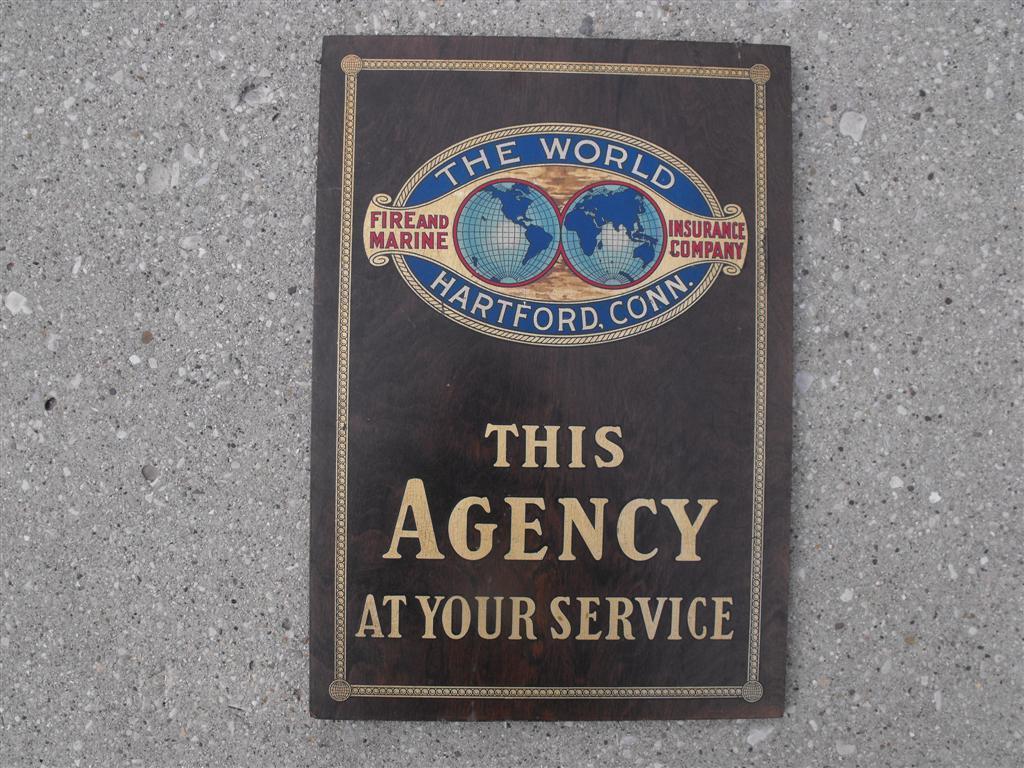 THE WORLD
FIRE AND
MARINE
INSURANCE
COMPANY
HARTFORD, CONN.
THIS
AGENCY
AT YOUR SERVICE